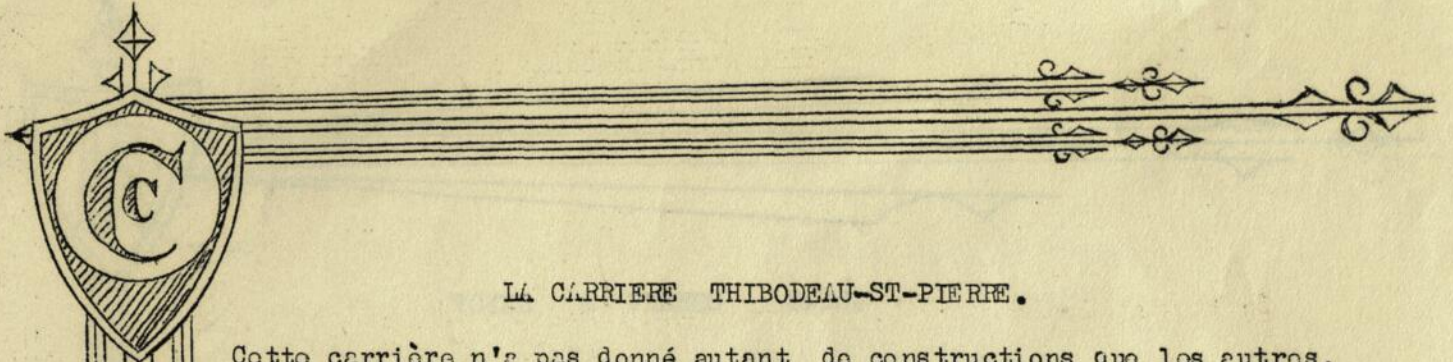 C
C
LA CARRIERE THIBODEAU-ST-PIERRE.
Cette carrière n'a pas donné autant de constructions que les autres.